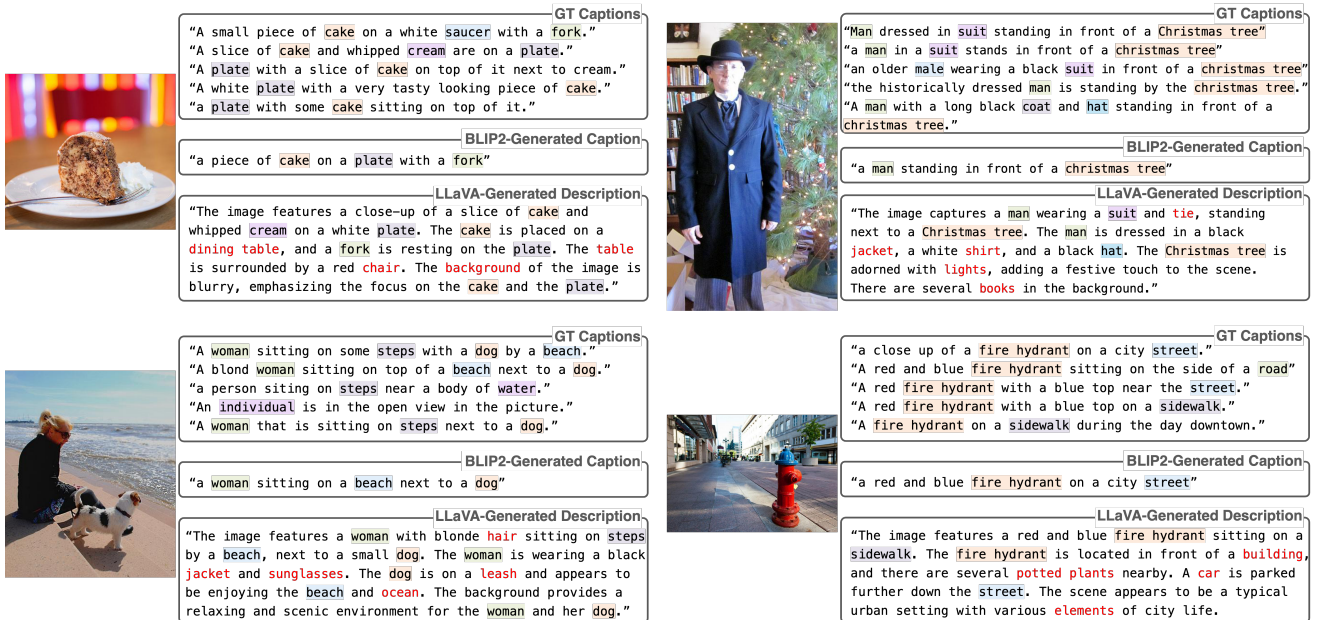 GT Captions
“A small piece of cake on a white saucer with a fork.”
“A slice of cake and whipped cream are on a plate.”
“A plate with a slice of cake on top of it next to cream.”
“A white plate with a very tasty looking piece of cake.”
“a plate with some cake sitting on top of it.”
BLIP2-Generated Caption
“a piece of cake on a plate with a fork”
LLaVA-Generated Description
“The image features a close-up of a slice of cake and
whipped cream on a white plate. The cake is placed on a
dining table, and a fork is resting on the plate. The table
is surrounded by a red chair. The background of the image is
blurry, emphasizing the focus on the cake and the plate.”
GT Captions
“Man dressed in suit standing in front of a Christmas tree”
“a man in a suit stands in front of a christmas tree”
“an older male wearing a black suit in front of a christmas tree”
“the historically dressed man is standing by the christmas tree.”
“A man with a long black coat and hat standing in front of a
christmas tree.”
BLIP2-Generated Caption
“a man standing in front of a christmas tree”
LLaVA-Generated Description
“The image captures a man wearing a suit and tie, standing
next to a Christmas tree. The man is dressed in a black
jacket, a white shirt, and a black hat. The Christmas tree is
adorned with lights, adding a festive touch to the scene.
There are several books in the background.”
GT Captions
“A woman sitting on some steps with a dog by a beach.”
“A blond woman sitting on top of a beach next to a dog.”
“a person siting on steps near a body of water.”
“An individual is in the open view in the picture.”
“A woman that is sitting on steps next to a dog.”
BLIP2-Generated Caption
“a woman sitting on a beach next to a dog”
LLaVA-Generated Description
“The image features a woman with blonde hair sitting on steps
by a beach, next to a small dog. The woman is wearing a black
jacket and sunglasses. The dog is on a leash and appears to
be enjoying the beach and ocean. The background provides a
relaxing and scenic environment for the woman and her dog.”
GT Captions
“a close up of a fire hydrant on a city street.”
“A red and blue fire hydrant sitting on the side of a road”
“A red fire hydrant with a blue top near the street.”
“A red fire hydrant with a blue top on a sidewalk.”
“A fire hydrant on a sidewalk during the day downtown.”
BLIP2-Generated Caption
“a red and blue fire hydrant on a city street”
LLaVA-Generated Description
“The image features a red and blue fire hydrant sitting on a
sidewalk. The fire hydrant is located in front of a building,
and there are several potted plants nearby. A car is parked
further down the street. The scene appears to be a typical
urban setting with various elements of city life.